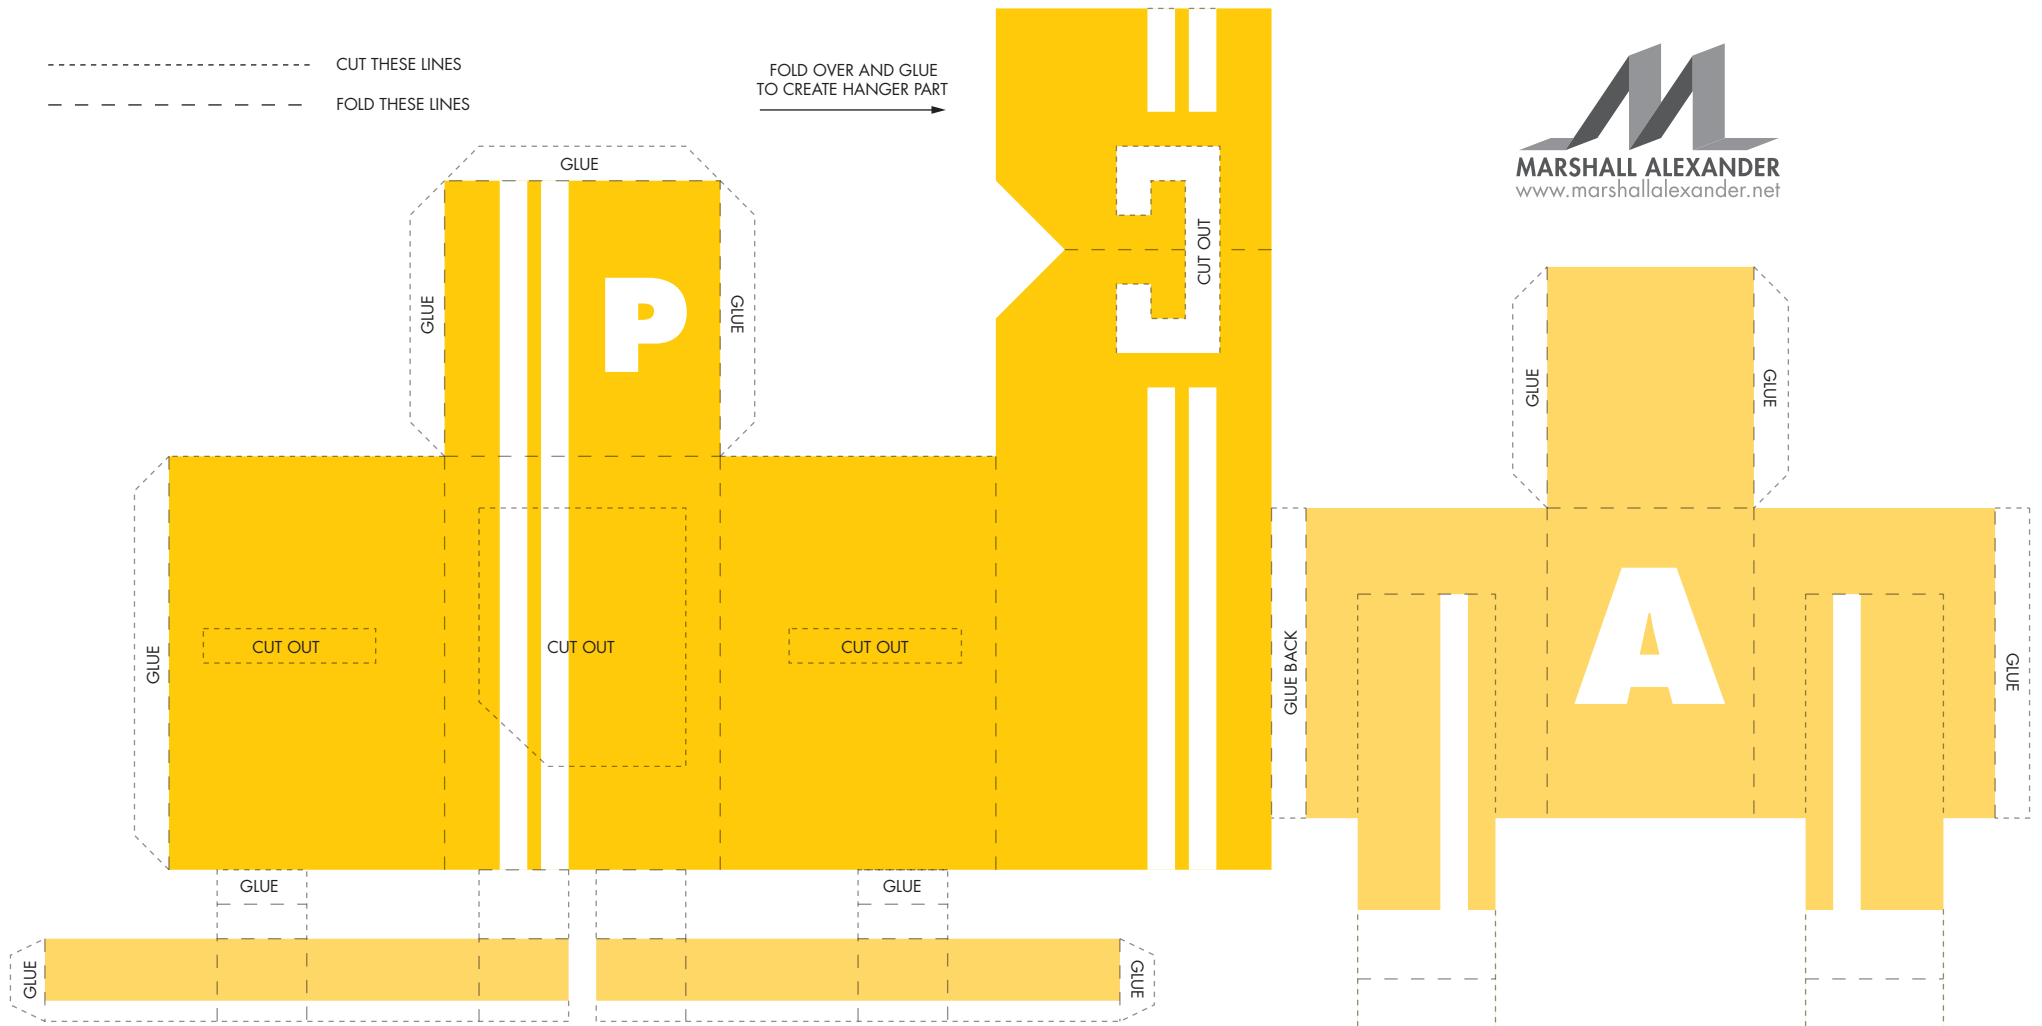 CUT THESE LINES
FOLD THESE LINES
FOLD OVER AND GLUE
TO CREATE HANGER PART
MARSHALL ALEXANDER
www.marshallalexander.net
GLUE
GLUE
P
GLUE
CUT OUT
GLUE
GLUE
GLUE
CUT OUT
CUT OUT
CUT OUT
GLUE BACK
A
GLUE
GLUE
GLUE
GLUE
GLUE